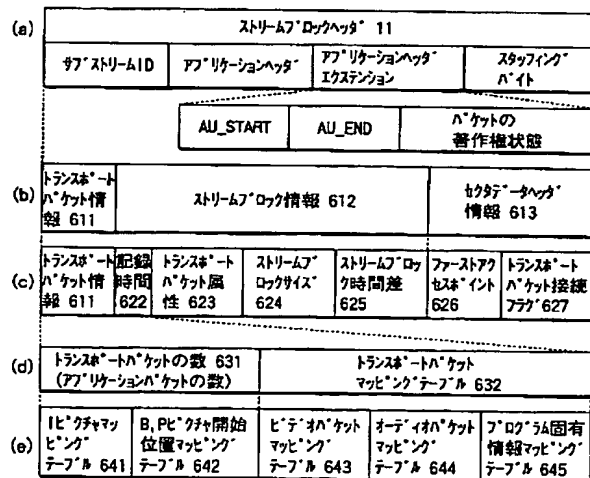 (a)
ストリームブロックヘッダ 11
サブストリームID
アプリケーションヘッダ
アプリケーションヘッダ
エクステンション
スタッフィング
バイト
AU_START
AU_END
パケットの
著作権状態
(b)
トランスポート
パケット情
報 611
ストリームブロック情報 612
セクタデータヘッダ
情報 613
(c)
トランスポート
パケット情
報 611
記録
時間
622
トランスポート
パケット属
性 623
ストリームブ
ロックサイズ
624
ストリームブロッ
ク時間差
625
ファーストアク
セスポイント
626
トランスポート
パケット接続
フラグ627
(d)
トランスポートパケットの数 631
(アプリケーションパケットの数)
トランスポートパケット
マッピングテーブル 632
(e)
Iピクチャマッ
ピング
テーブル 641
B, Pピクチャ開始
位置マッピング
テーブル 642
ビデオパケット
マッピング
テーブル 643
オーディオパケット
マッピング
テーブル 644
プログラム固有
情報マッピング
テーブル 645